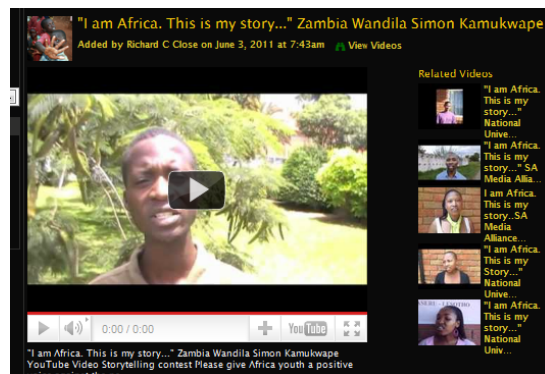 "I am Africa. This is my story..." Zambia Wandila Simon Kamukwape
Added by Richard C Close on June 3, 2011 at 7:43am View Videos
Related Videos
"I am Africa.
This is my
story..."
National
Unive...
"I am Africa.
This is my
story..." SA
Media Allia...
I am Africa.
This is my
story..SA
Media
Alliance...
"I am Africa.
This is my
Story..."
National
Unive...
"I am Africa.
This is my
story..."
National
Univ...
0:00 / 0:00
YouTube
"I am Africa. This is my story..." Zambia Wandila Simon Kamukwape
YouTube Video Storytelling contest Please give Africa youth a positive